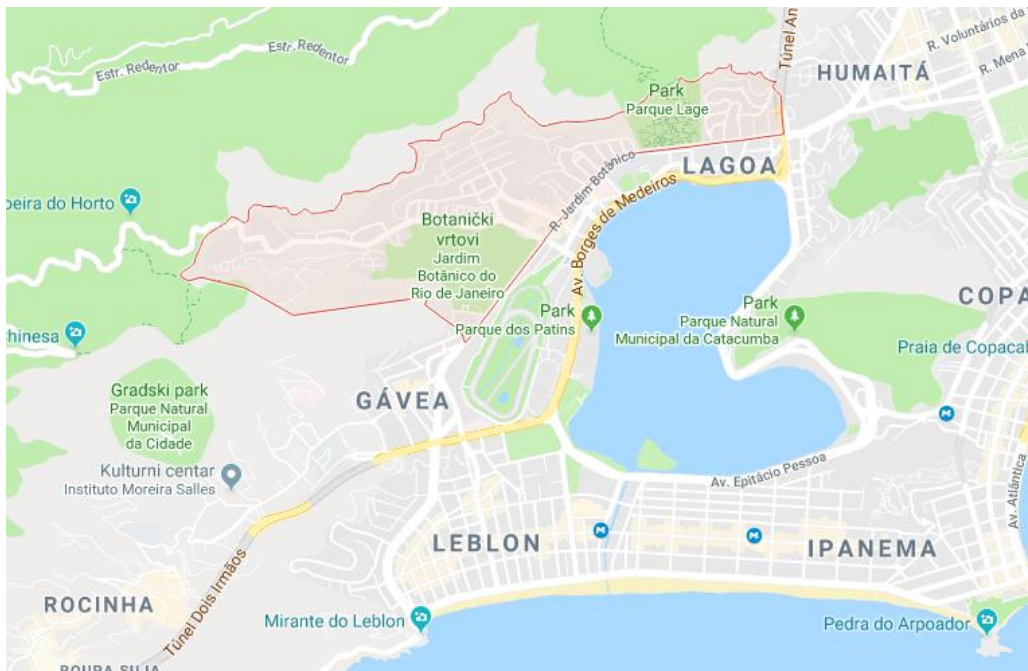 Túnel An
R. Voluntários da
Estr. Redentor
Estr. Redentor
HUMAITÁ
R. Mena
Park
Parque Lage
R. Jardim Botânico
LAGOA
Av. Borges de Medeiros
oeira do Horto
Botanički
vrtovi
Jardim
Botânico do
Rio de Janeiro
COPA
Park
Parque dos Patins
Park
Parque Natural
Municipal da Catacumba
Chinesa
Praia de Copacab
Gradski park
Parque Natural
Municipal
da Cidade
GÁVEA
Kulturni centar
Instituto Moreira Salles
Av. Epitácio Pessoa
Av. Atlântica
LEBLON
IPANEMA
Túnel Dois Irmãos
ROCINHA
Mirante do Leblon
Pedra do Arpoador